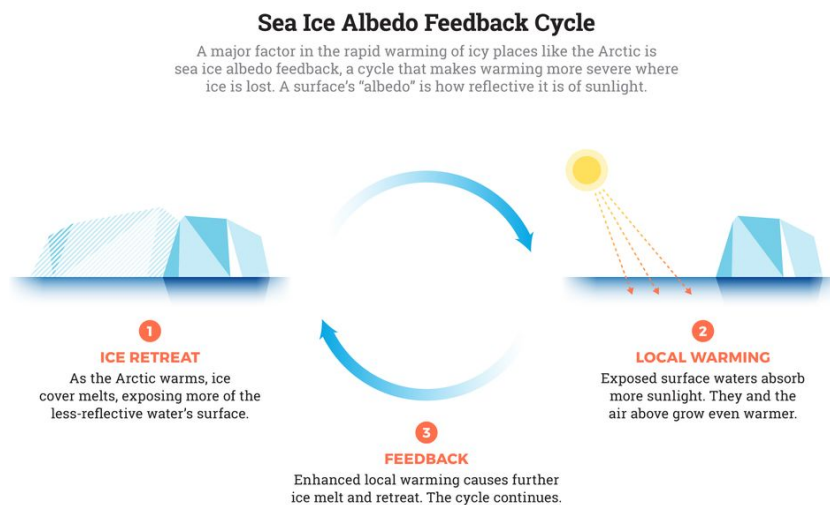 Sea Ice Albedo Feedback Cycle
A major factor in the rapid warming of icy places like the Arctic is
sea ice albedo feedback, a cycle that makes warming more severe where
ice is lost. A surface’s “albedo” is how reflective it is of sunlight.
1
ICE RETREAT
As the Arctic warms, ice
cover melts, exposing more of the
less-reflective water’s surface.
2
LOCAL WARMING
Exposed surface waters absorb
more sunlight. They and the
air above grow even warmer.
3
FEEDBACK
Enhanced local warming causes further
ice melt and retreat. The cycle continues.